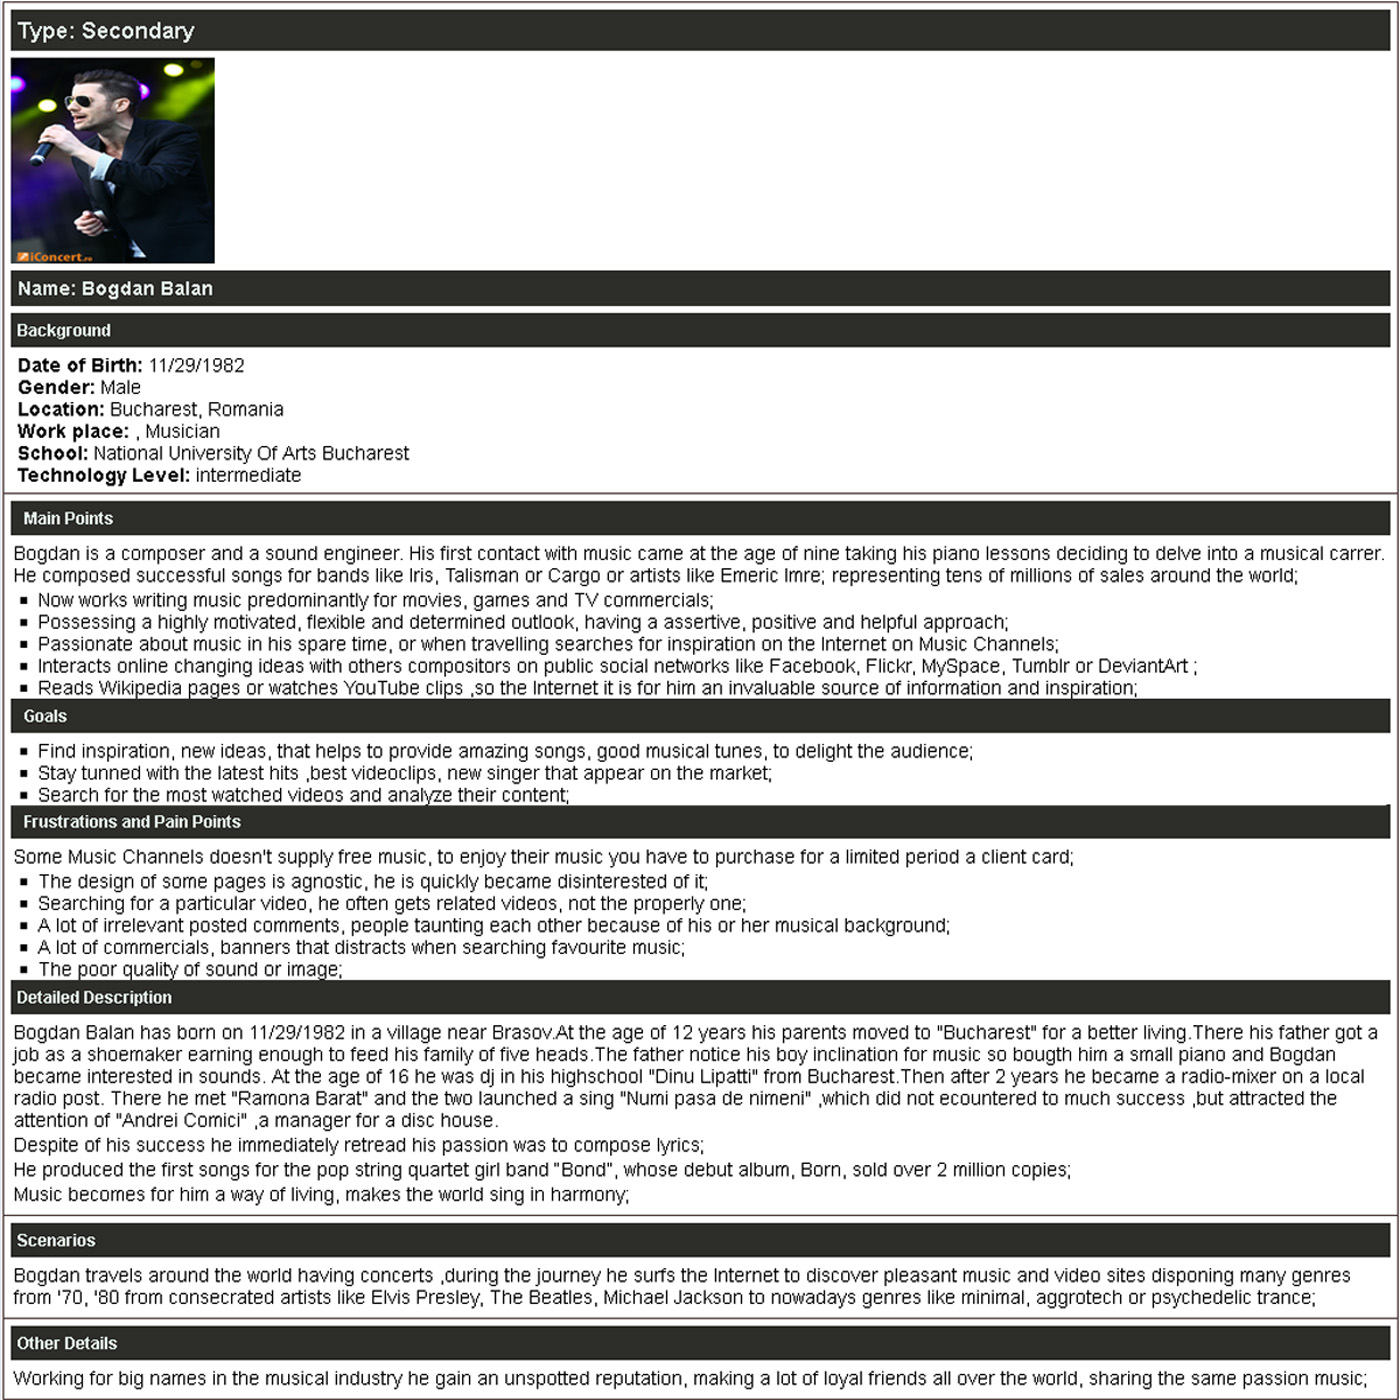 Type: Secondary
iConcert.ro
Name: Bogdan Balan
Background
Date of Birth: 11/29/1982
Gender: Male
Location: Bucharest, Romania
Work place: , Musician
School: National University Of Arts Bucharest
Technology Level: intermediate
Main Points
Bogdan is a composer and a sound engineer. His first contact with music came at the age of nine taking his piano lessons deciding to delve into a musical carrer.
He composed successful songs for bands like Iris, Talisman or Cargo or artists like Emeric Imre; representing tens of millions of sales around the world;
▪ Now works writing music predominantly for movies, games and TV commercials;
▪ Possessing a highly motivated, flexible and determined outlook, having a assertive, positive and helpful approach;
▪ Passionate about music in his spare time, or when travelling searches for inspiration on the Internet on Music Channels;
▪ Interacts online changing ideas with others compositors on public social networks like Facebook, Flickr, MySpace, Tumblr or DeviantArt ;
▪ Reads Wikipedia pages or watches YouTube clips ,so the Internet it is for him an invaluable source of information and inspiration;
Goals
▪ Find inspiration, new ideas, that helps to provide amazing songs, good musical tunes, to delight the audience;
▪ Stay tunned with the latest hits ,best videoclips, new singer that appear on the market;
▪ Search for the most watched videos and analyze their content;
Frustrations and Pain Points
Some Music Channels doesn't supply free music, to enjoy their music you have to purchase for a limited period a client card;
▪ The design of some pages is agnostic, he is quickly became disinterested of it;
▪ Searching for a particular video, he often gets related videos, not the properly one;
▪ A lot of irrelevant posted comments, people taunting each other because of his or her musical background;
▪ A lot of commercials, banners that distracts when searching favourite music;
▪ The poor quality of sound or image;
Detailed Description
Bogdan Balan has born on 11/29/1982 in a village near Brasov.At the age of 12 years his parents moved to "Bucharest" for a better living.There his father got a
job as a shoemaker earning enough to feed his family of five heads.The father notice his boy inclination for music so bougth him a small piano and Bogdan
became interested in sounds. At the age of 16 he was dj in his highschool "Dinu Lipatti" from Bucharest.Then after 2 years he became a radio-mixer on a local
radio post. There he met "Ramona Barat" and the two launched a sing "Numi pasa de nimeni" ,which did not ecountered to much success ,but attracted the
attention of "Andrei Comici" ,a manager for a disc house.
Despite of his success he immediately retread his passion was to compose lyrics;
He produced the first songs for the pop string quartet girl band "Bond", whose debut album, Born, sold over 2 million copies;
Music becomes for him a way of living, makes the world sing in harmony;
Scenarios
Bogdan travels around the world having concerts ,during the journey he surfs the Internet to discover pleasant music and video sites disponing many genres
from '70, '80 from consecrated artists like Elvis Presley, The Beatles, Michael Jackson to nowadays genres like minimal, aggrotech or psychedelic trance;
Other Details
Working for big names in the musical industry he gain an unspotted reputation, making a lot of loyal friends all over the world, sharing the same passion music;